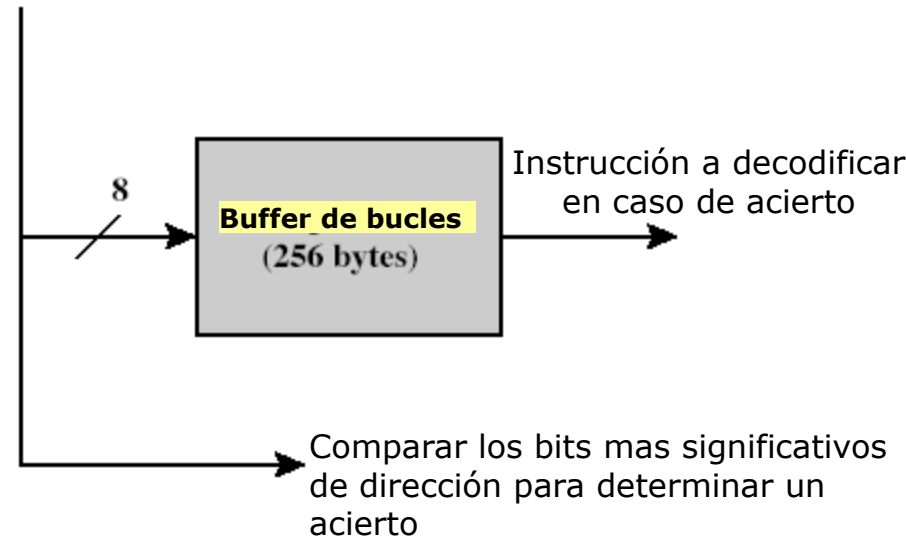 8
Buffer de bucles
(256 bytes)
Instrucción a decodificar
en caso de acierto
Comparar los bits mas significativos
de dirección para determinar un
acierto